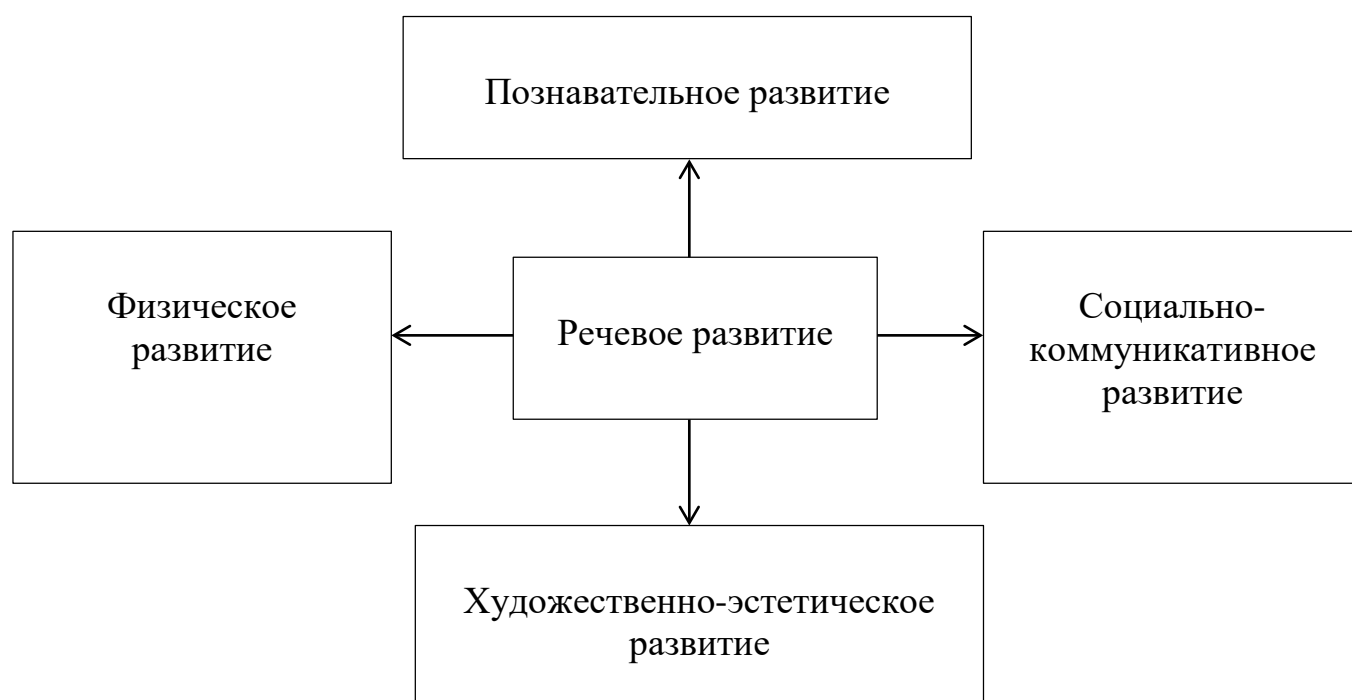 Познавательное развитие
Физическое
развитие
Речевое развитие
Социально-
коммуникативное
развитие
Художественно-эстетическое
развитие